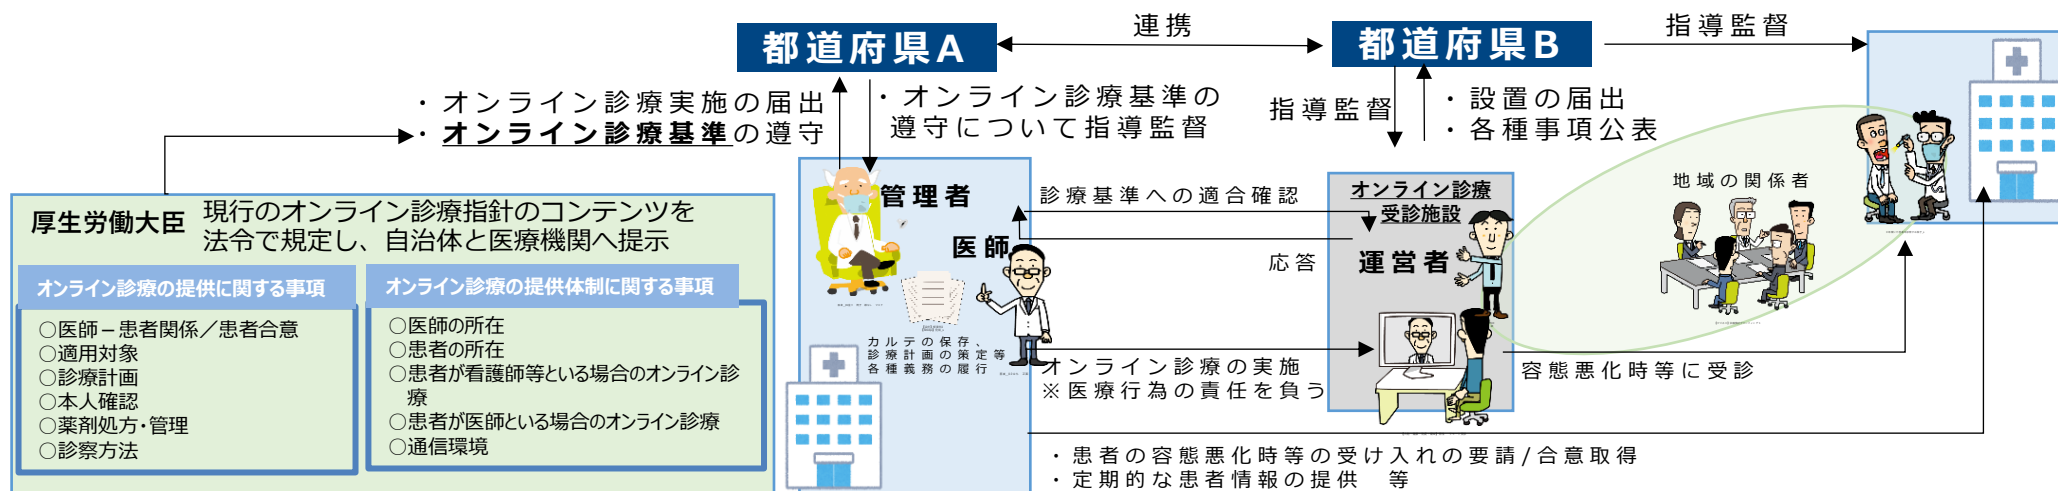 連携
指導監督
都道府県A
都道府県B
・オンライン診療実施の届出
・オンライン診療基準の遵守
・オンライン診療基準の
遵守について指導監督
指導監督
・設置の届出
・各種事項公表
厚生労働大臣
現行のオンライン診療指針のコンテンツを
法令で規定し、自治体と医療機関へ提示
オンライン診療の提供に関する事項
○医師－患者関係／患者合意
○適用対象
○診療計画
○本人確認
○薬剤処方・管理
○診察方法
オンライン診療の提供体制に関する事項
○医師の所在
○患者の所在
○患者が看護師等といる場合のオンライン診
療
○患者が医師といる場合のオンライン診療
○通信環境
管理者
医師
カルテの保存、
診療計画の策定等
各種義務の履行
診療基準への適合確認
応答
オンライン診療の実施
※医療行為の責任を負う
オンライン診療
受診施設
運営者
地域の関係者
容態悪化時等に受診
・患者の容態悪化時等の受け入れの要請/合意取得
・定期的な患者情報の提供　等